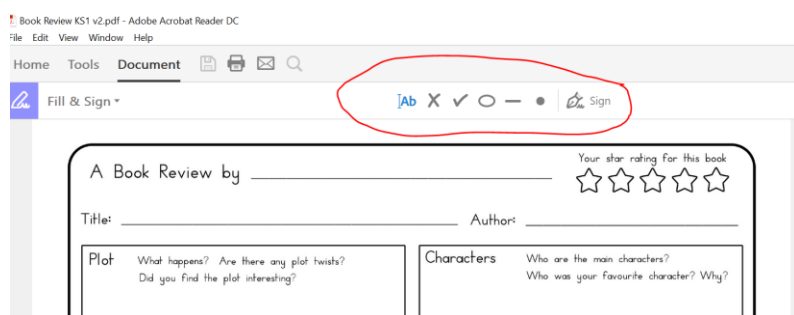 Book Review KS1 v2.pdf - Adobe Acrobat Reader DC
File Edit View Window Help
Home Tools Document
Fill & Sign
Ab Sign
A Book Review by
Your star rating for this book
Title: Author:
Plot What happens? Are there any plot twists?
Did you find the plot interesting?
Characters Who are the main characters?
Who was your favourite character? Why?